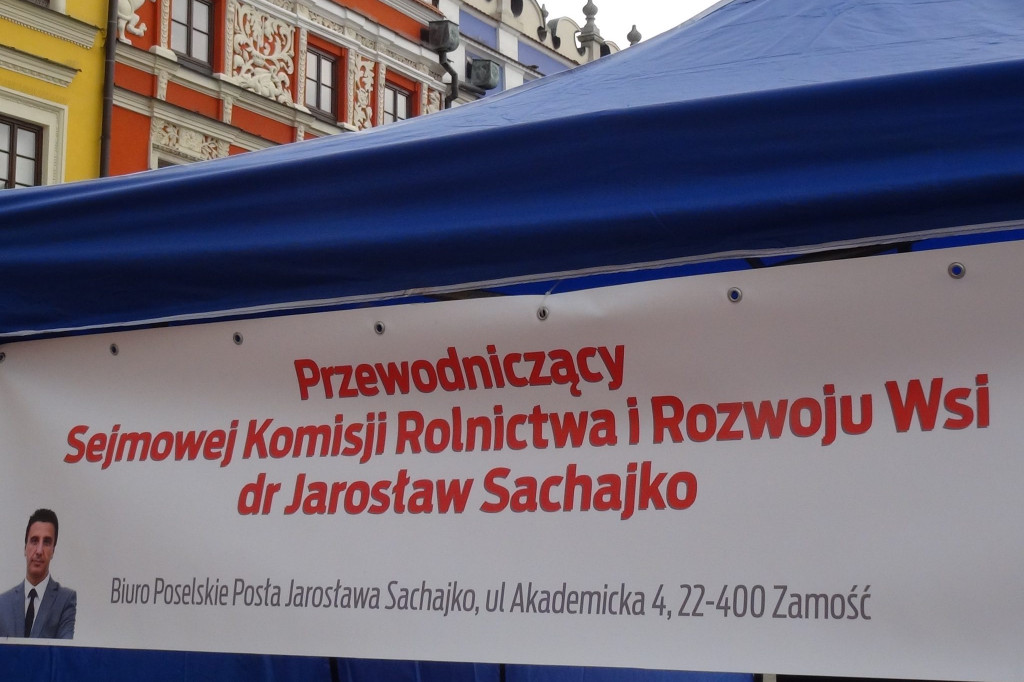 Przewodniczący
Sejmowej Komisji Rolnictwa i Rozwoju Wsi
dr Jarosław Sachajko
Biuro Poselskie Posła Jarosława Sachajko, ul Akademicka 4, 22-400 Zamość